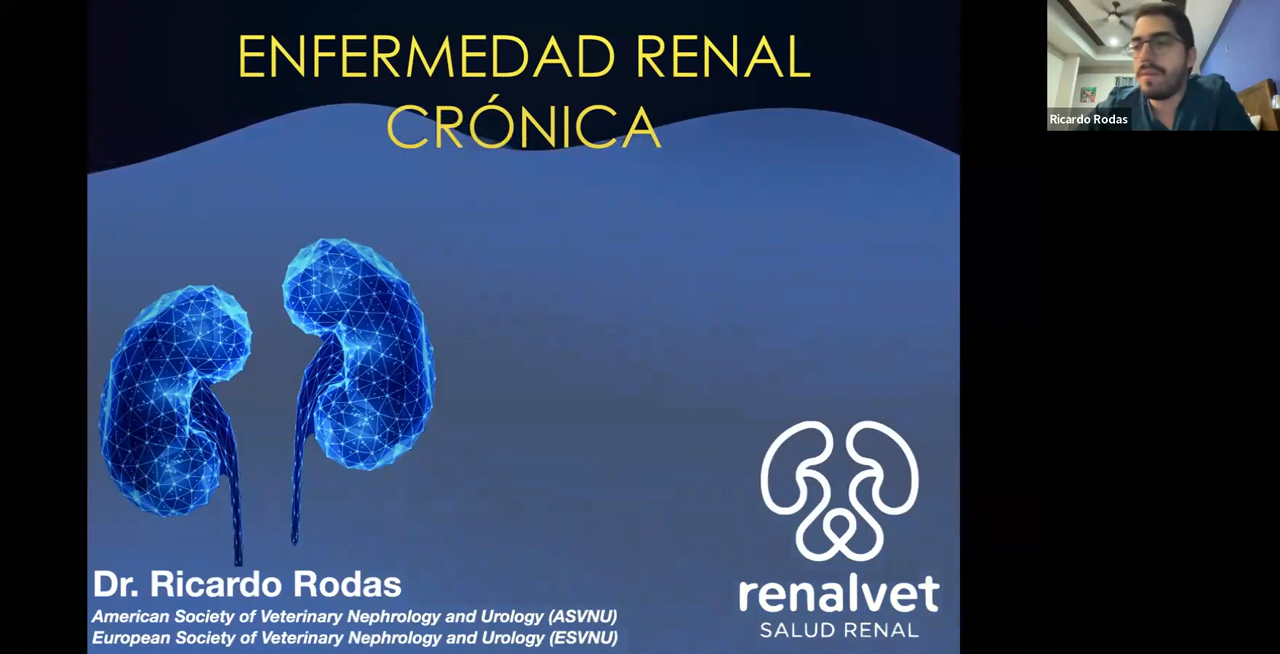 ENFERMEDAD RENAL
CRÓNICA
Ricardo Rodas
Dr. Ricardo Rodas
American Society of Veterinary Nephrology and Urology (ASVNU)
European Society of Veterinary Nephrology and Urology (ESVNU)
renalvet
SALUD RENAL